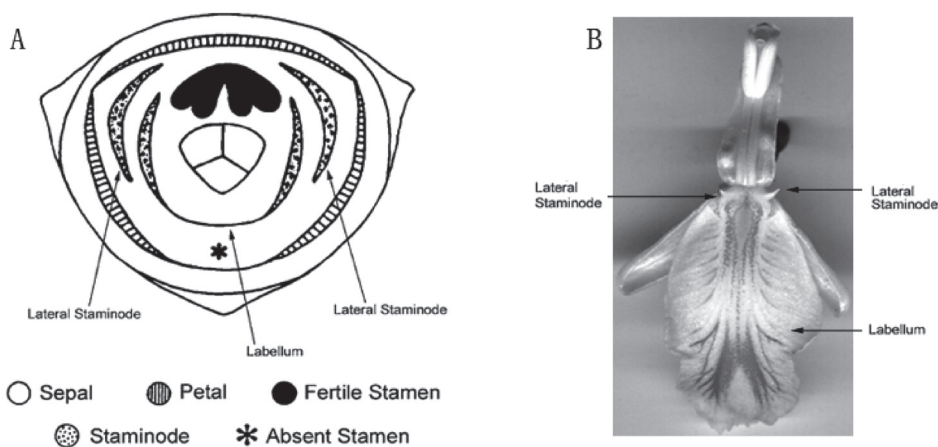 A
B
Lateral Staminode
Lateral Staminode
Labellum
Sepal
Petal
Fertile Stamen
Staminode
Absent Stamen
Lateral
Staminode
Lateral
Staminode
Labellum